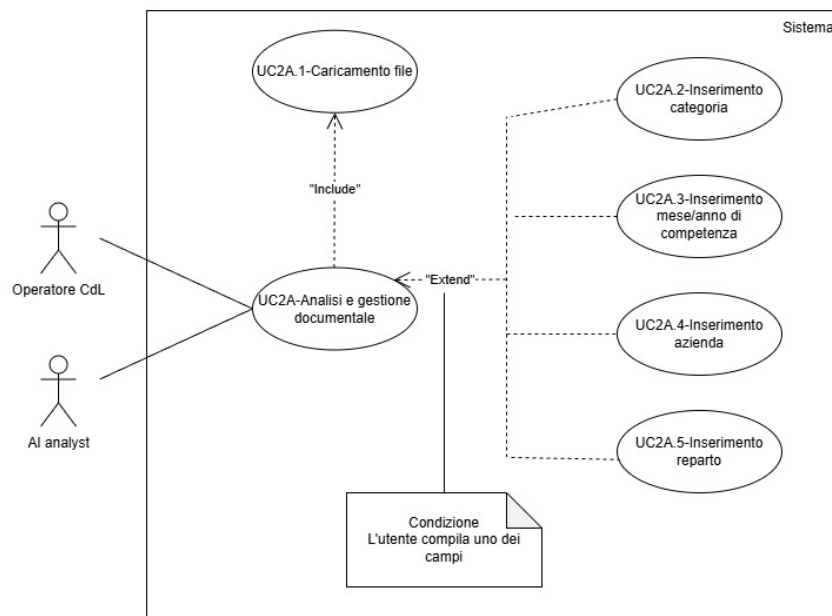 Sistema
UC2A.1-Caricamento file
UC2A.2-Inserimento
categoria
"Include"
UC2A.3-Inserimento
mese/anno di
competenza
Operatore CdL
"Extend"
UC2A-Analisi e gestione
documentale
UC2A.4-Inserimento
azienda
AI analyst
UC2A.5-Inserimento
reparto
Condizione
L'utente compila uno dei
campi